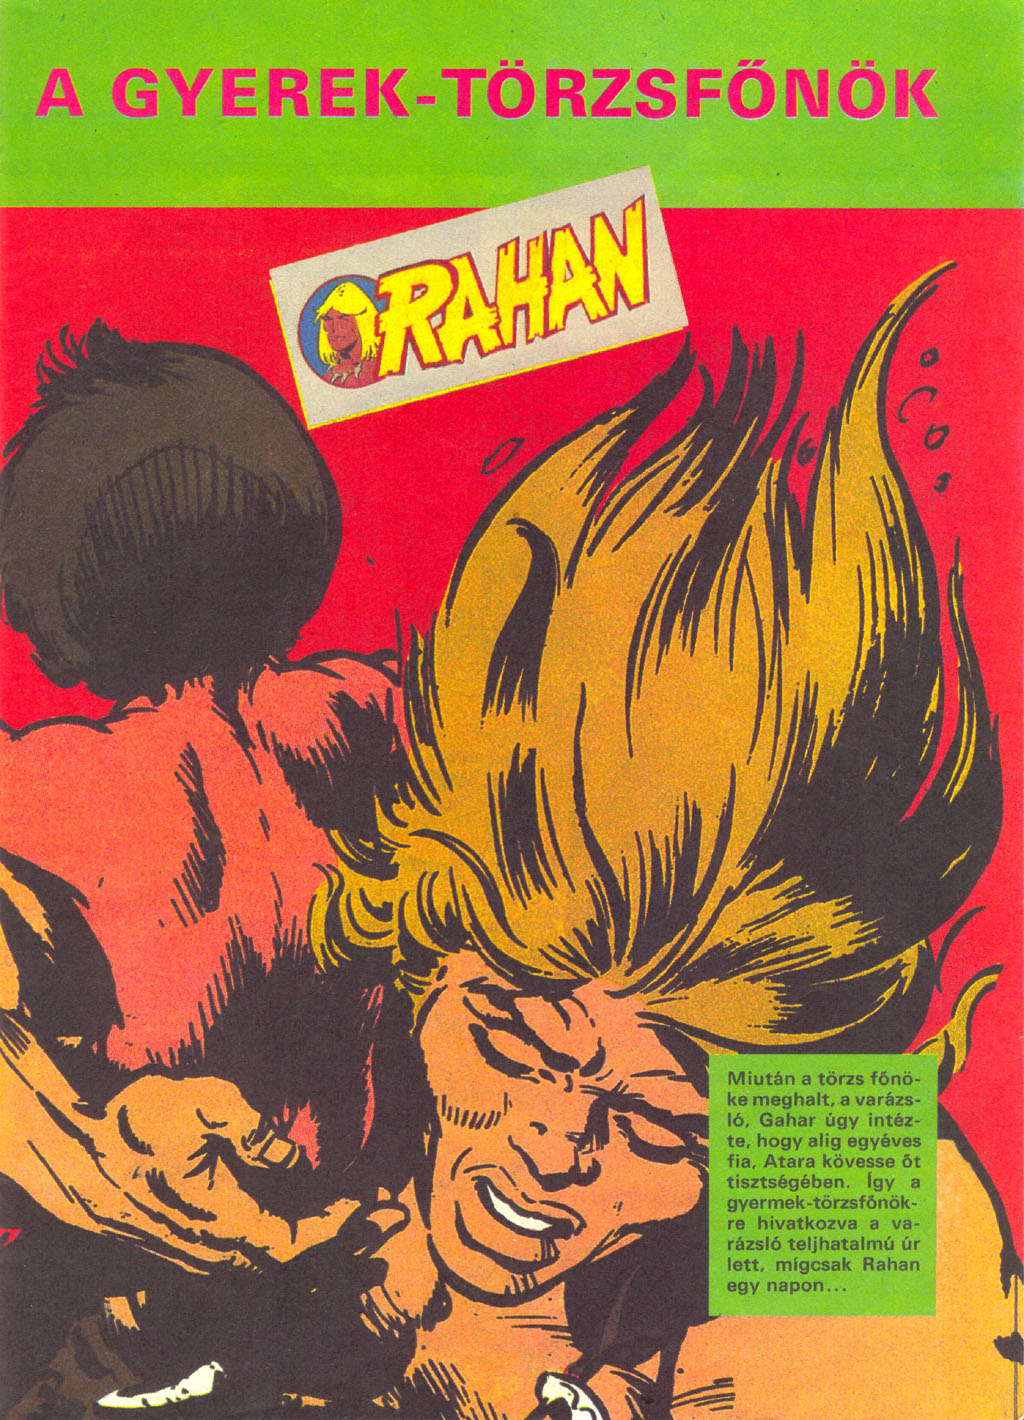 A GYEREK-TÖRZSFŐNÖK
RAHAN
Miután a törzs főnö-
ke meghalt, a varázs-
ló, Gahar úgy intéz-
te, hogy alig egyéves
fia, Atara kövesse őt
tisztségében. Így a
gyermek-törzsfőnök-
re hivatkozva a va-
rázsló teljhatalmú úr
lett, mígcsak Rahan
egy napon...